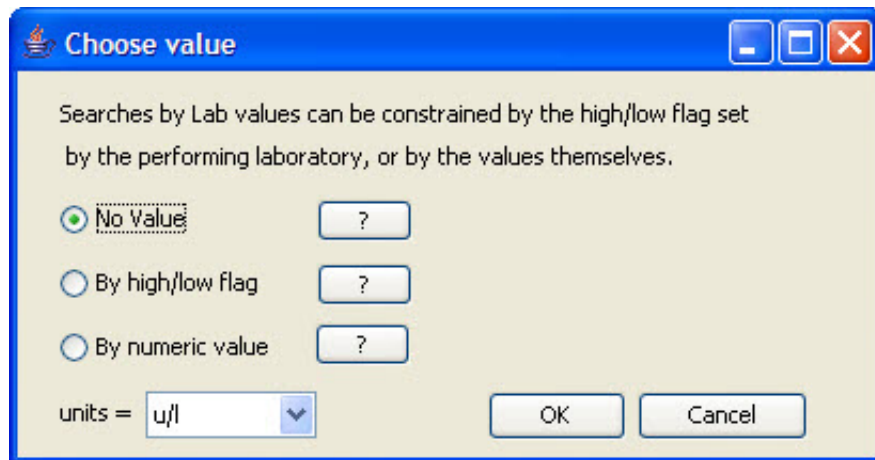 Choose value
Searches by Lab values can be constrained by the high/low flag set
by the performing laboratory, or by the values themselves.
No Value ?
By high/low flag ?
By numeric value ?
units = u/l OK Cancel